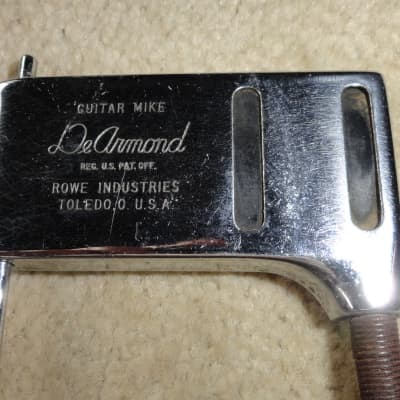 GUITAR MIKE
DeArmond
REG. U.S. PAT. OFF.
ROWE INDUSTRIES
TOLEDO, O. U.S.A.